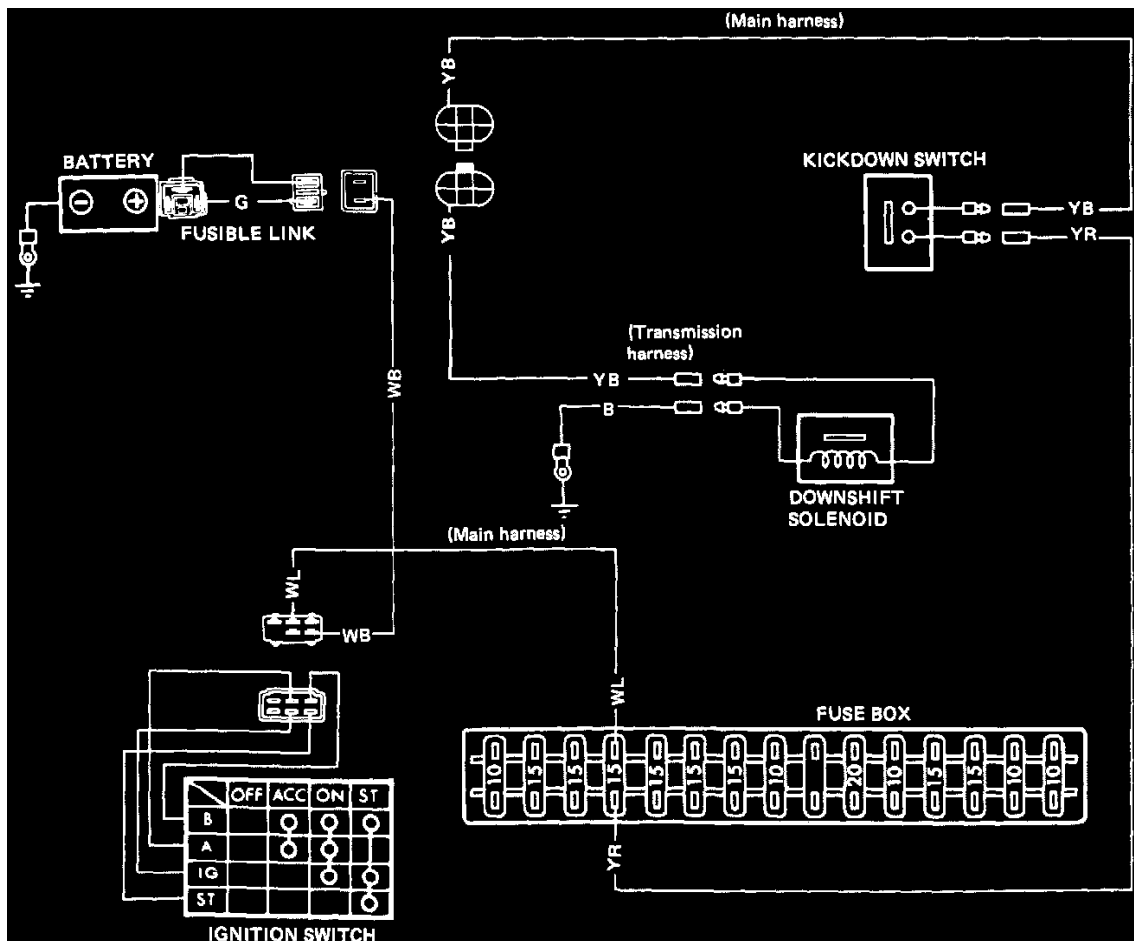 (Main harness)
YB
BATTERY
G
FUSIBLE LINK
KICKDOWN SWITCH
YB
YR
YB
(Transmission
harness)
YB
B
WB
DOWNSHIFT
SOLENOID
(Main harness)
WL
WB
WL
FUSE BOX
10 15 15 15 15 15 15 10 20 10 15 15 10 10
YR
OFF ACC ON ST
B
A
IG
ST
IGNITION SWITCH